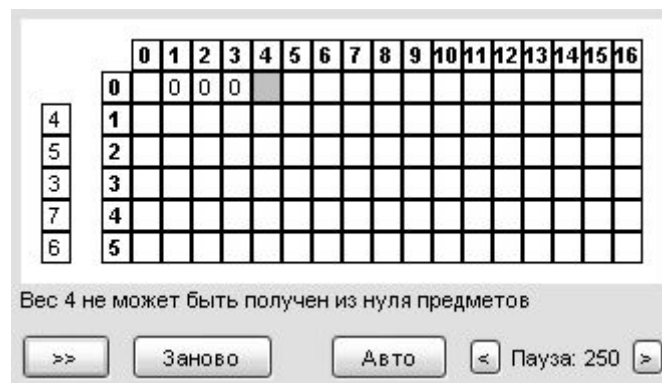 0 1 2 3 4 5 6 7 8 9 10 11 12 13 14 15 16
0 0 0 0
4 1
5 2
3 3
7 4
6 5
Вес 4 не может быть получен из нуля предметов
>> Заново Авто < Пауза: 250 >